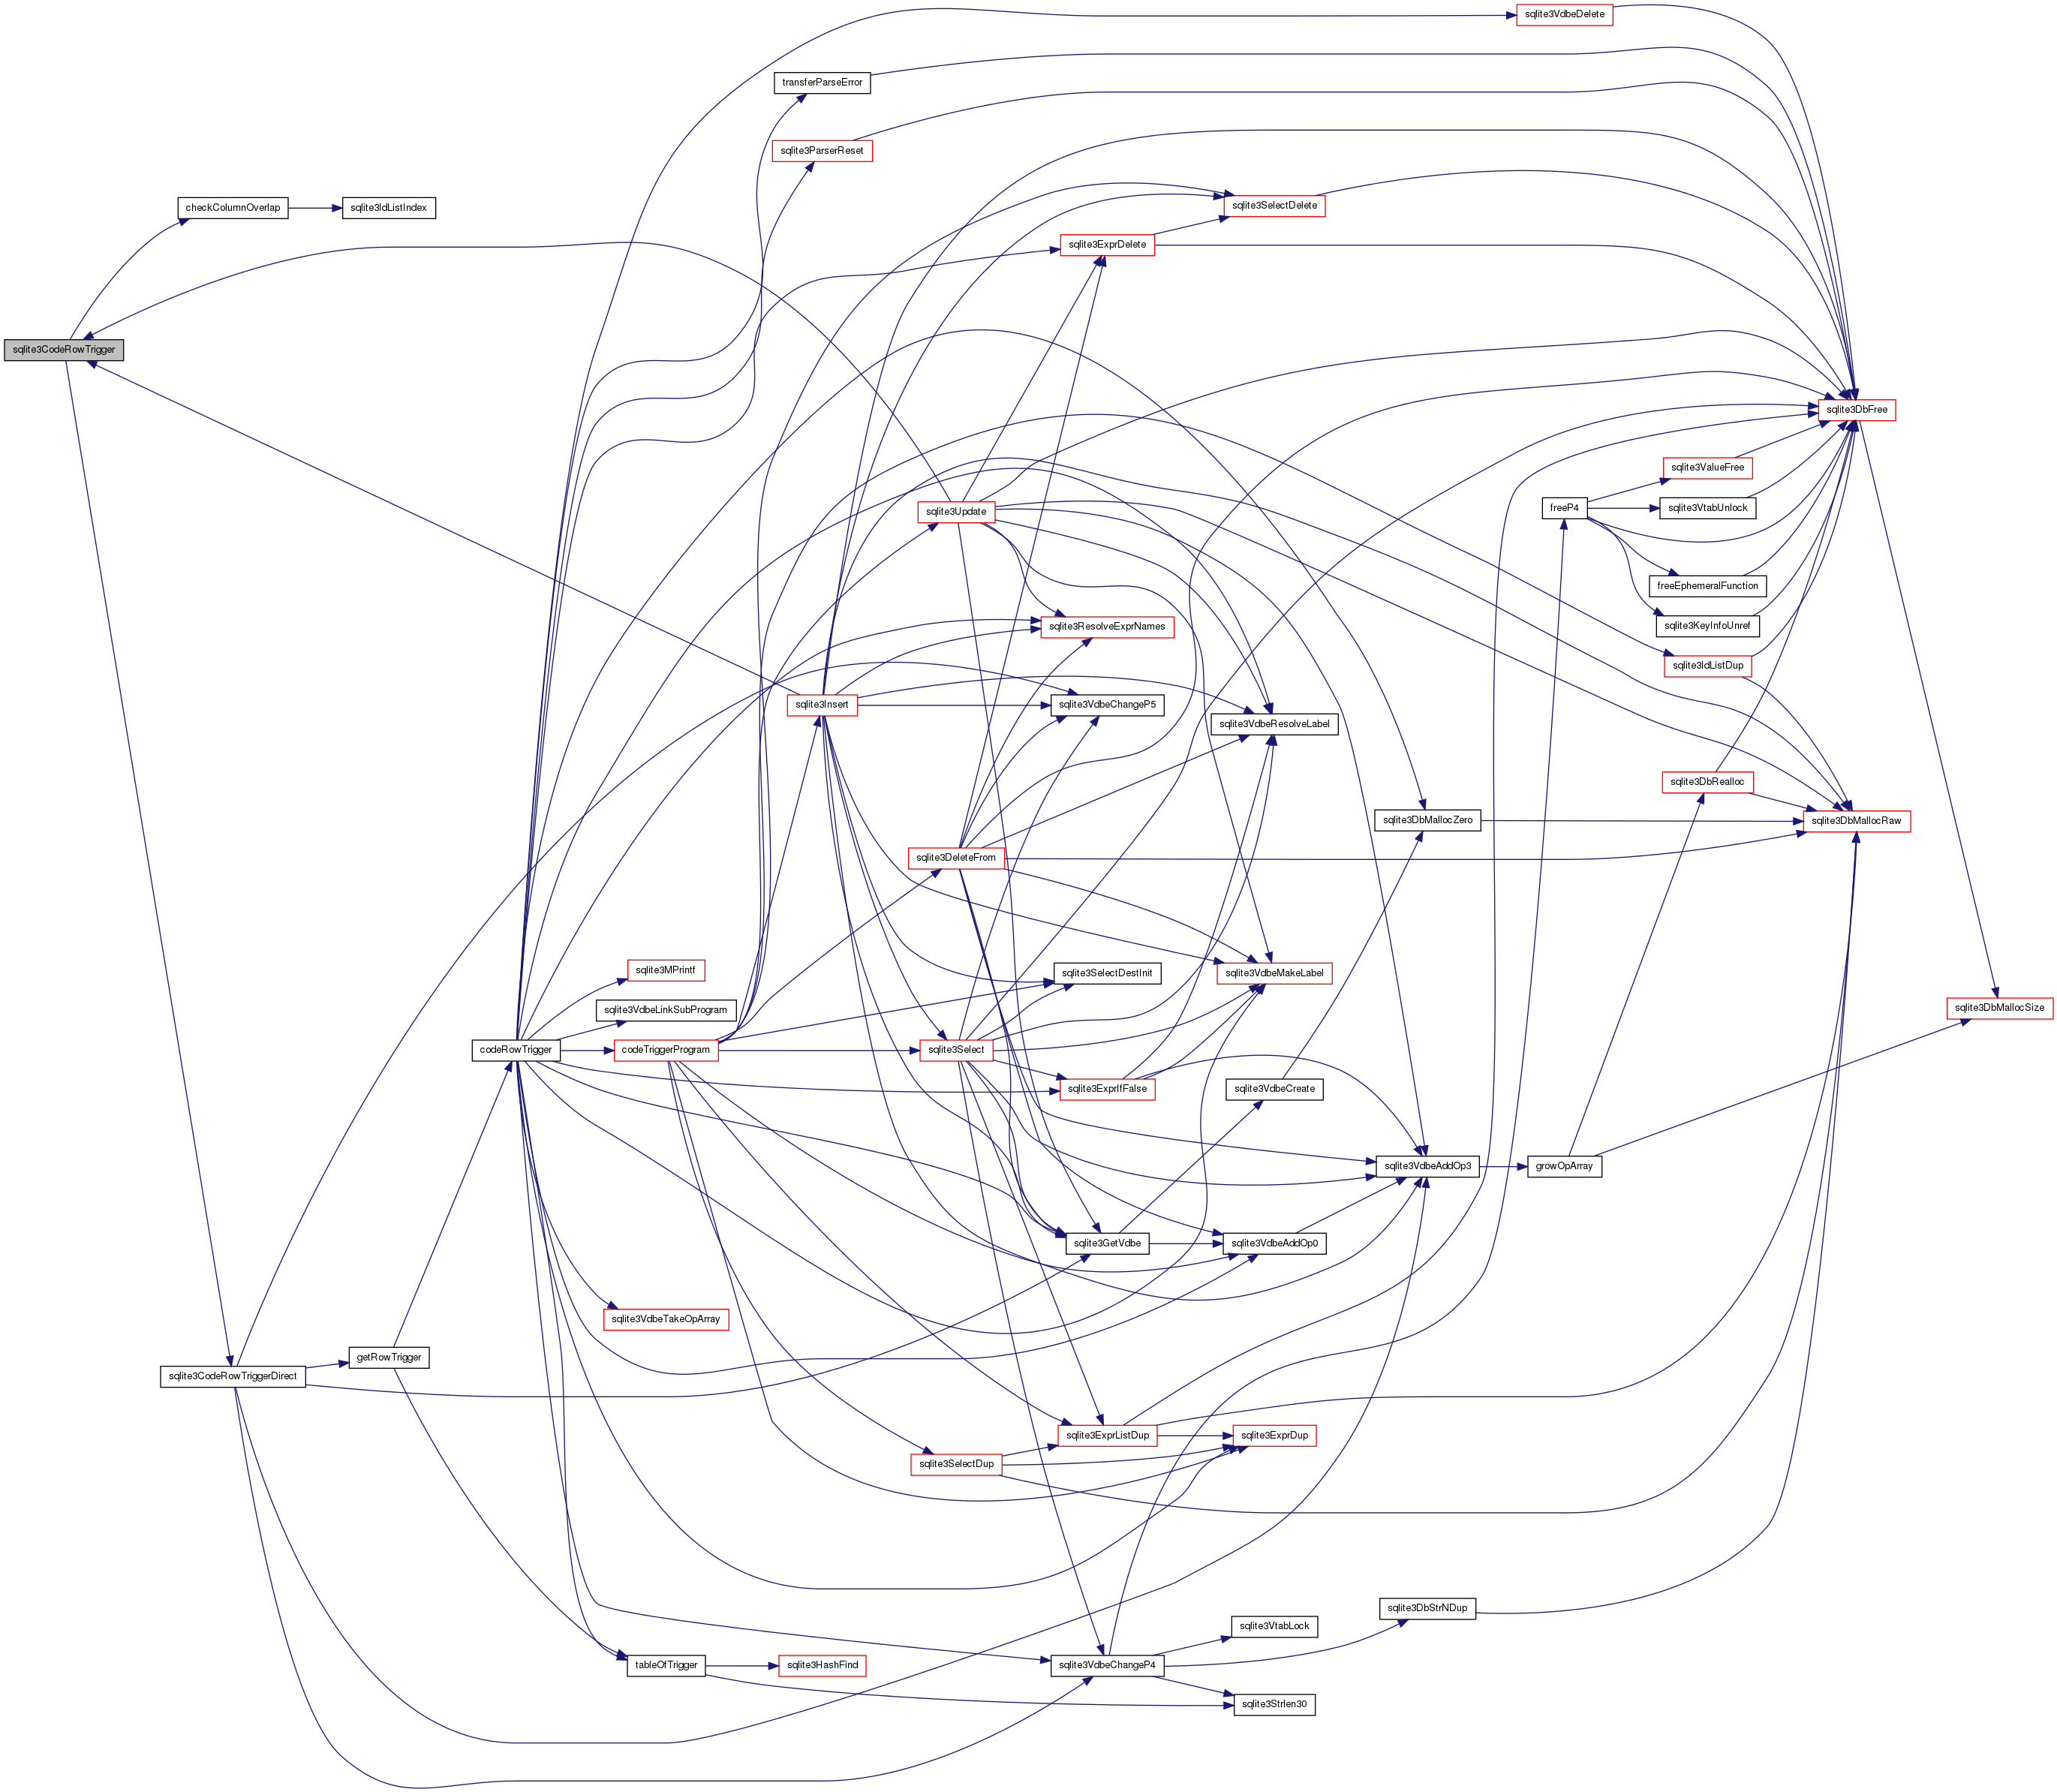 sqlite3VdbeDelete
transferParseError
sqlite3ParserReset
checkColumnOverlap
sqlite3IdListIndex
sqlite3SelectDelete
sqlite3ExprDelete
sqlite3CodeRowTrigger
sqlite3DbFree
sqlite3ValueFree
sqlite3Update
freeP4
sqlite3VtabUnlock
freeEphemeralFunction
sqlite3ResolveExprNames
sqlite3KeyInfoUnref
sqlite3IdListDup
sqlite3Insert
sqlite3VdbeChangeP5
sqlite3VdbeResolveLabel
sqlite3DbRealloc
sqlite3DbMallocZero
sqlite3DbMallocRaw
sqlite3DeleteFrom
sqlite3MPrintf
sqlite3SelectDestInit
sqlite3VdbeMakeLabel
sqlite3VdbeLinkSubProgram
sqlite3DbMallocSize
codeRowTrigger
codeTriggerProgram
sqlite3Select
sqlite3ExprIfFalse
sqlite3VdbeCreate
sqlite3VdbeAddOp3
growOpArray
sqlite3GetVdbe
sqlite3VdbeAddOp0
sqlite3VdbeTakeOpArray
getRowTrigger
sqlite3CodeRowTriggerDirect
sqlite3ExprListDup
sqlite3ExprDup
sqlite3SelectDup
sqlite3DbStrNDup
sqlite3VtabLock
tableOfTrigger
sqlite3HashFind
sqlite3VdbeChangeP4
sqlite3Strlen30